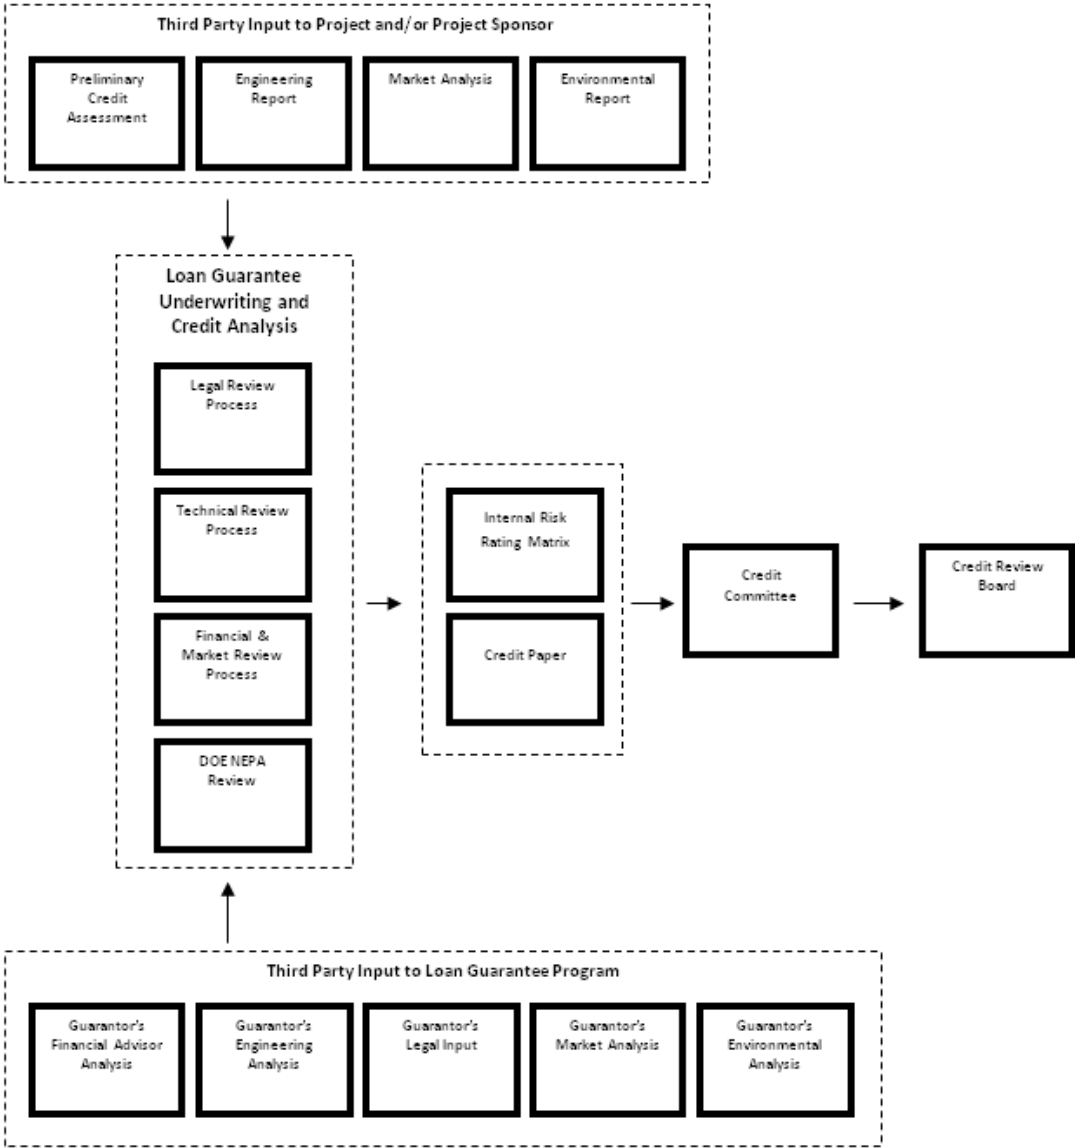 Third Party Input to Project and/or Project Sponsor
Preliminary
Credit
Assessment
Engineering
Report
Market Analysis
Environmental
Report
Loan Guarantee
Underwriting and
Credit Analysis
Legal Review
Process
Technical Review
Process
Financial &
Market Review
Process
DOE NEPA
Review
Internal Risk
Rating Matrix
Credit Paper
Credit
Committee
Credit Review
Board
Third Party Input to Loan Guarantee Program
Guarantor's
Financial Advisor
Analysis
Guarantor's
Engineering
Analysis
Guarantor's
Legal Input
Guarantor's
Market Analysis
Guarantor's
Environmental
Analysis